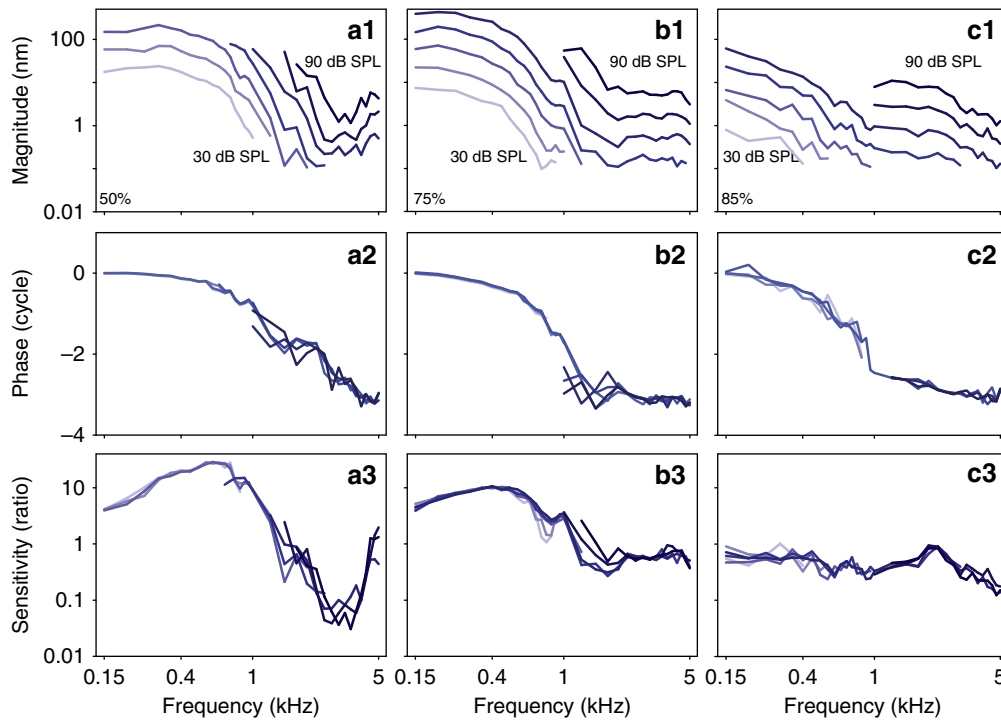 a1
b1
c1
100
1
0.01
Magnitude (nm)
90 dB SPL
30 dB SPL
50%
90 dB SPL
30 dB SPL
75%
90 dB SPL
30 dB SPL
85%
a2
b2
c2
0
−2
−4
Phase (cycle)
a3
b3
c3
10
1
0.1
0.01
Sensitivity (ratio)
0.15 0.4 1 5
0.15 0.4 1 5
0.15 0.4 1 5
Frequency (kHz)
Frequency (kHz)
Frequency (kHz)